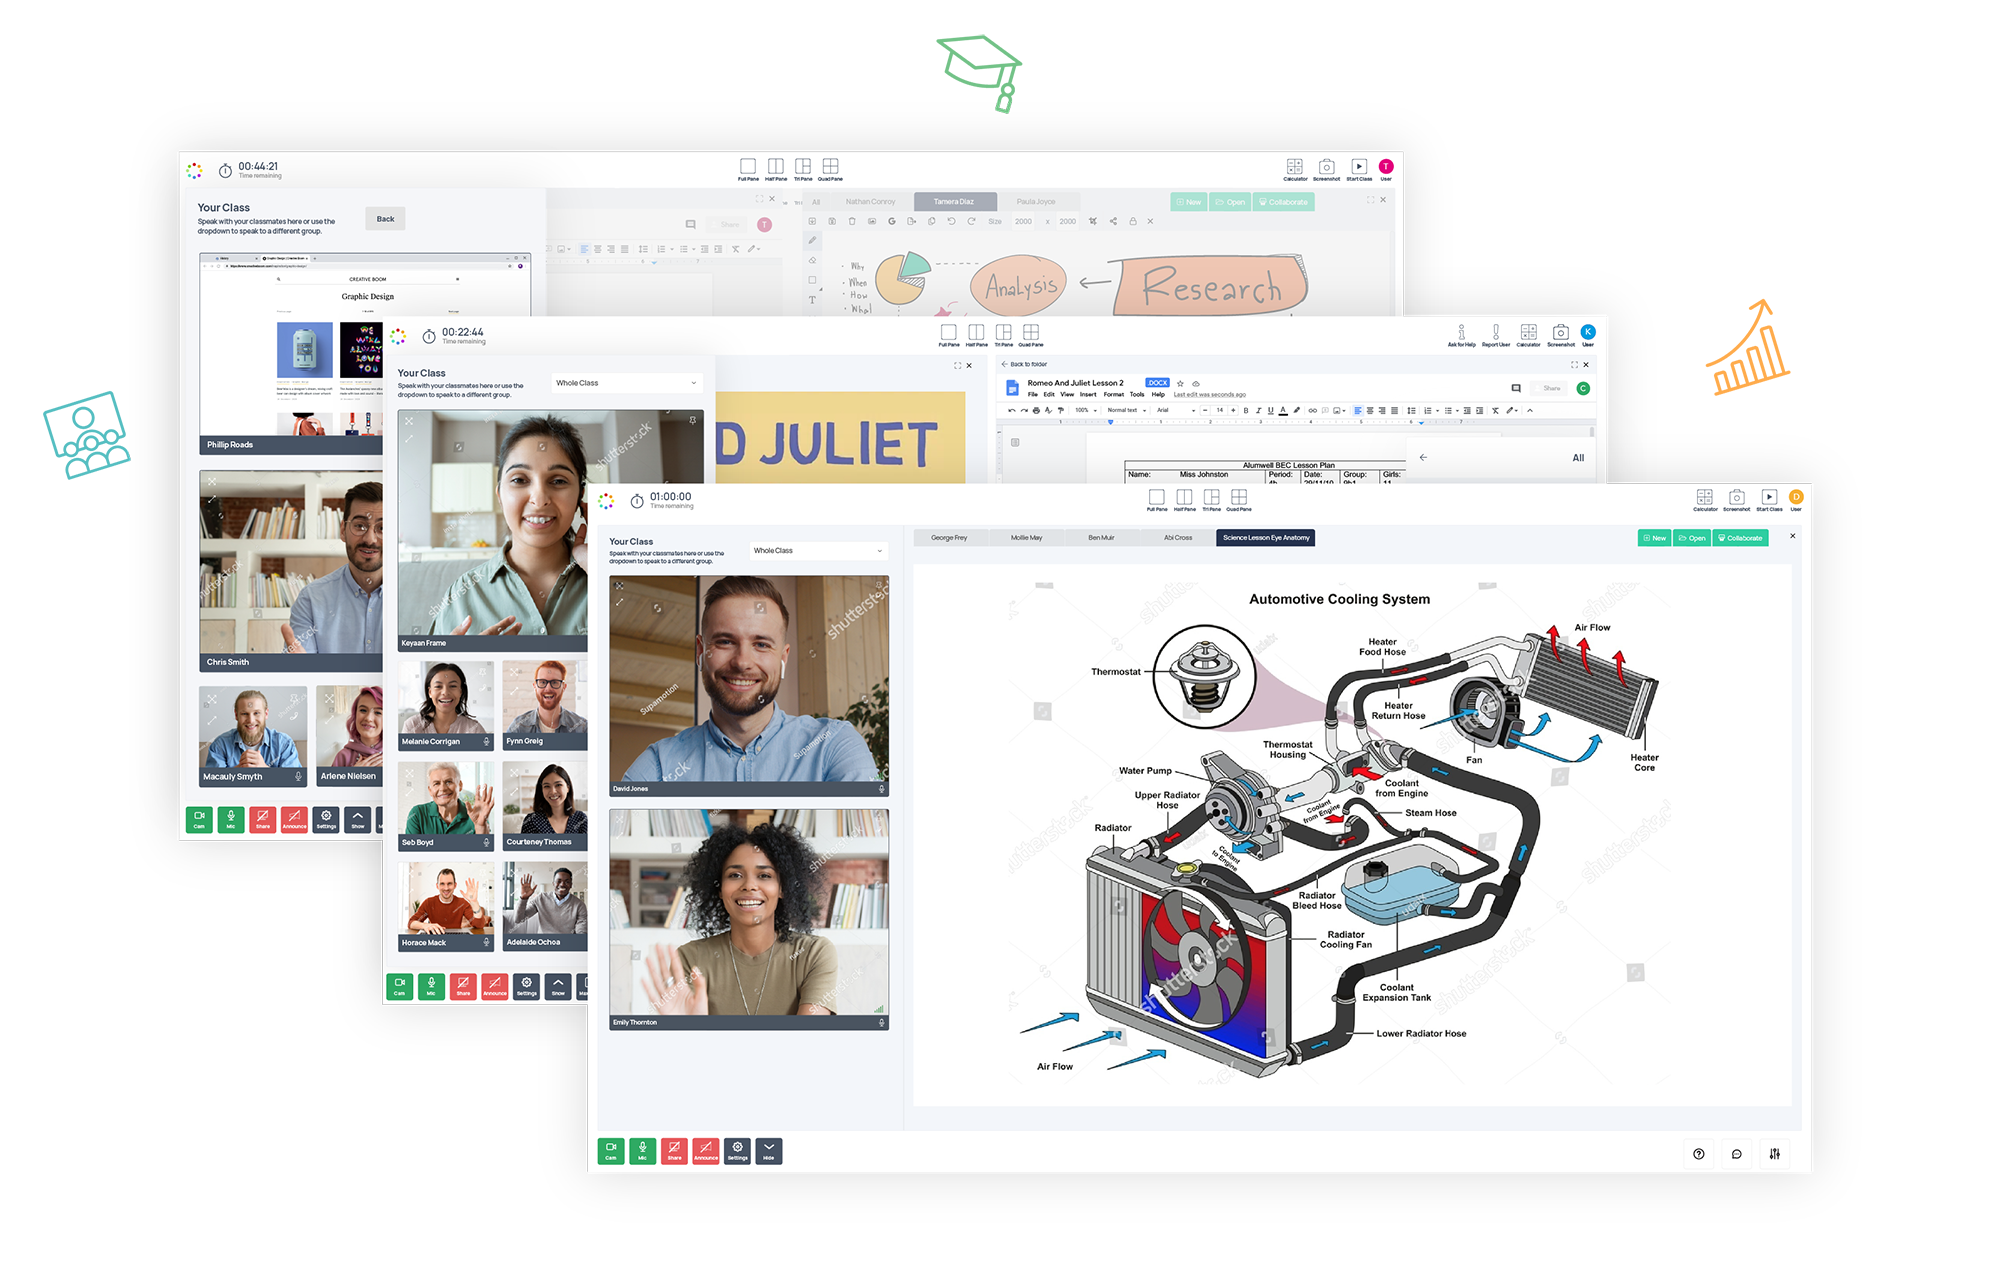 00:44:21
Time remaining
Full Pane
Half Pane
Tri Pane
Quad Pane
Calculator
Screenshot
Start Class
T
User
Your Class
Speak with your classmates here or use the
dropdown to speak to a different group.
Back
CREATIVE BOOM
Graphic Design
Phillip Roads
Chris Smith
Macauly Smyth
Arlene Nielsen
Cam
Mic
Share
Announce
Settings
Show
Share
T
All
Nathan Conroy
Tamera Diaz
Paula Joyce
New
Open
Collaborate
Size
2000
x
2000
Why
When
How
What
Analysis
Research
00:22:44
Time remaining
Full Pane
Half Pane
Tri Pane
Quad Pane
Ask for Help
Report User
Calculator
Screenshot
K
User
Your Class
Speak with your classmates here or use the
dropdown to speak to a different group.
Whole Class
Keyaan Frame
Melanie Corrigan
Fynn Greig
Seb Boyd
Courteney Thomas
Horace Mack
Adelaide Ochoa
Cam
Mic
Share
Announce
Settings
Show
D JULIET
Back to folder
Romeo And Juliet Lesson 2
.DOCX
File Edit View Insert Format Tools Help
Last edit was seconds ago
Share
C
100%
Normal text
Arial
14
All
Alumwell BEC Lesson Plan
Name:
Miss Johnston
Period:
Date:
Group:
Girls:
01:00:00
Time remaining
Full Pane
Half Pane
Tri Pane
Quad Pane
Calculator
Screenshot
Start Class
D
User
Your Class
Speak with your classmates here or use the
dropdown to speak to a different group.
Whole Class
David Jones
Emily Thornton
Cam
Mic
Share
Announce
Settings
Hide
George Frey
Mollie May
Ben Muir
Abi Cross
Science Lesson Eye Anatomy
New
Open
Collaborate
Automotive Cooling System
Thermostat
Heater
Food Hose
Air Flow
Heater
Return Hose
Fan
Heater
Core
Thermostat
Housing
Water Pump
Coolant
from Engine
Upper Radiator
Hose
Coolant
from Engine
Steam Hose
Radiator
Coolant
to Engine
Radiator
Bleed Hose
Radiator
Cooling Fan
Coolant
Expansion Tank
Lower Radiator Hose
Air Flow
shutterstock
Supamotion